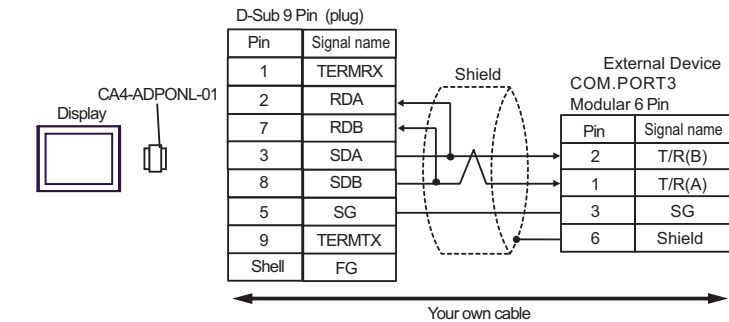 D-Sub 9 Pin (plug)
Pin Signal name
1 TERMRX
2 RDA
7 RDB
3 SDA
8 SDB
5 SG
9 TERMTX
Shell FG
CA4-ADPONL-01
Display
Shield
External Device
COM.PORT3
Modular 6 Pin
Pin Signal name
2 T/R(B)
1 T/R(A)
3 SG
6 Shield
Your own cable